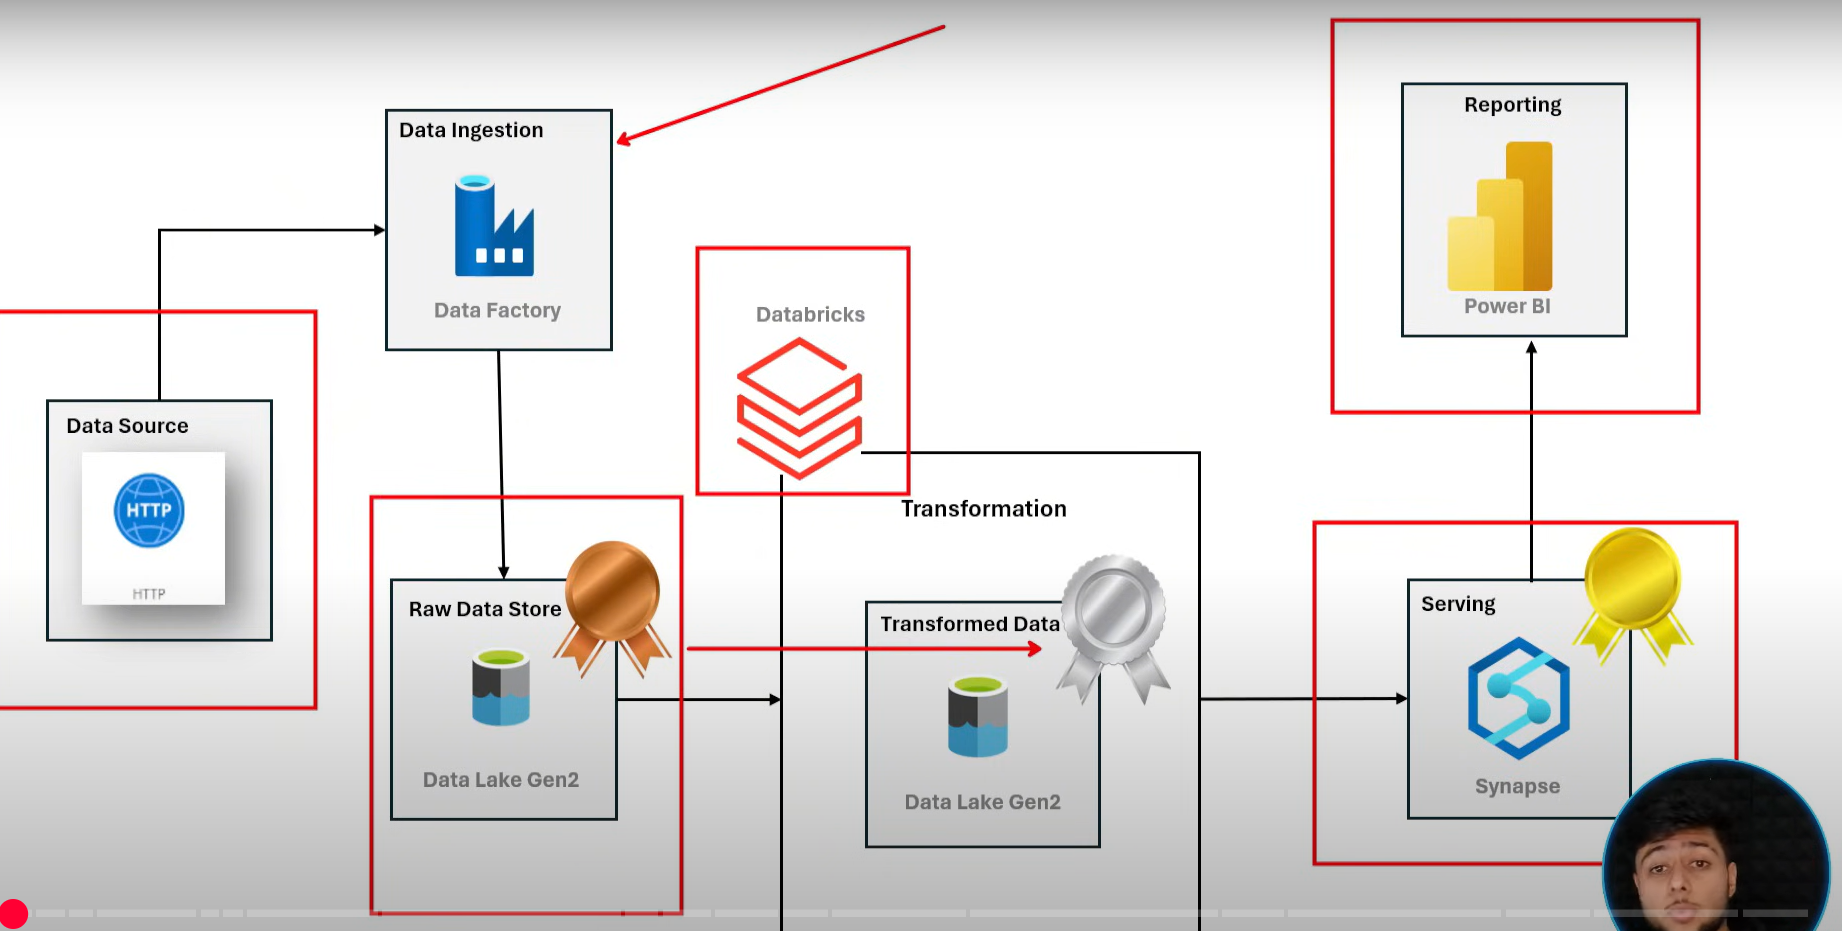 Data Ingestion
Data Factory
Data Source
HTTP
HTTP
Databricks
Transformation
Raw Data Store
Data Lake Gen2
Transformed Data
Data Lake Gen2
Reporting
Power BI
Serving
Synapse